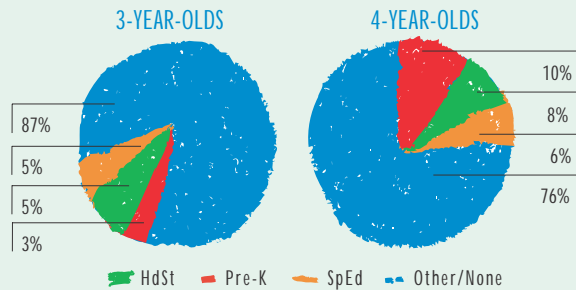 3-YEAR-OLDS
87%
5%
5%
3%
4-YEAR-OLDS
10%
8%
6%
76%
HdSt Pre-K SpEd Other/None